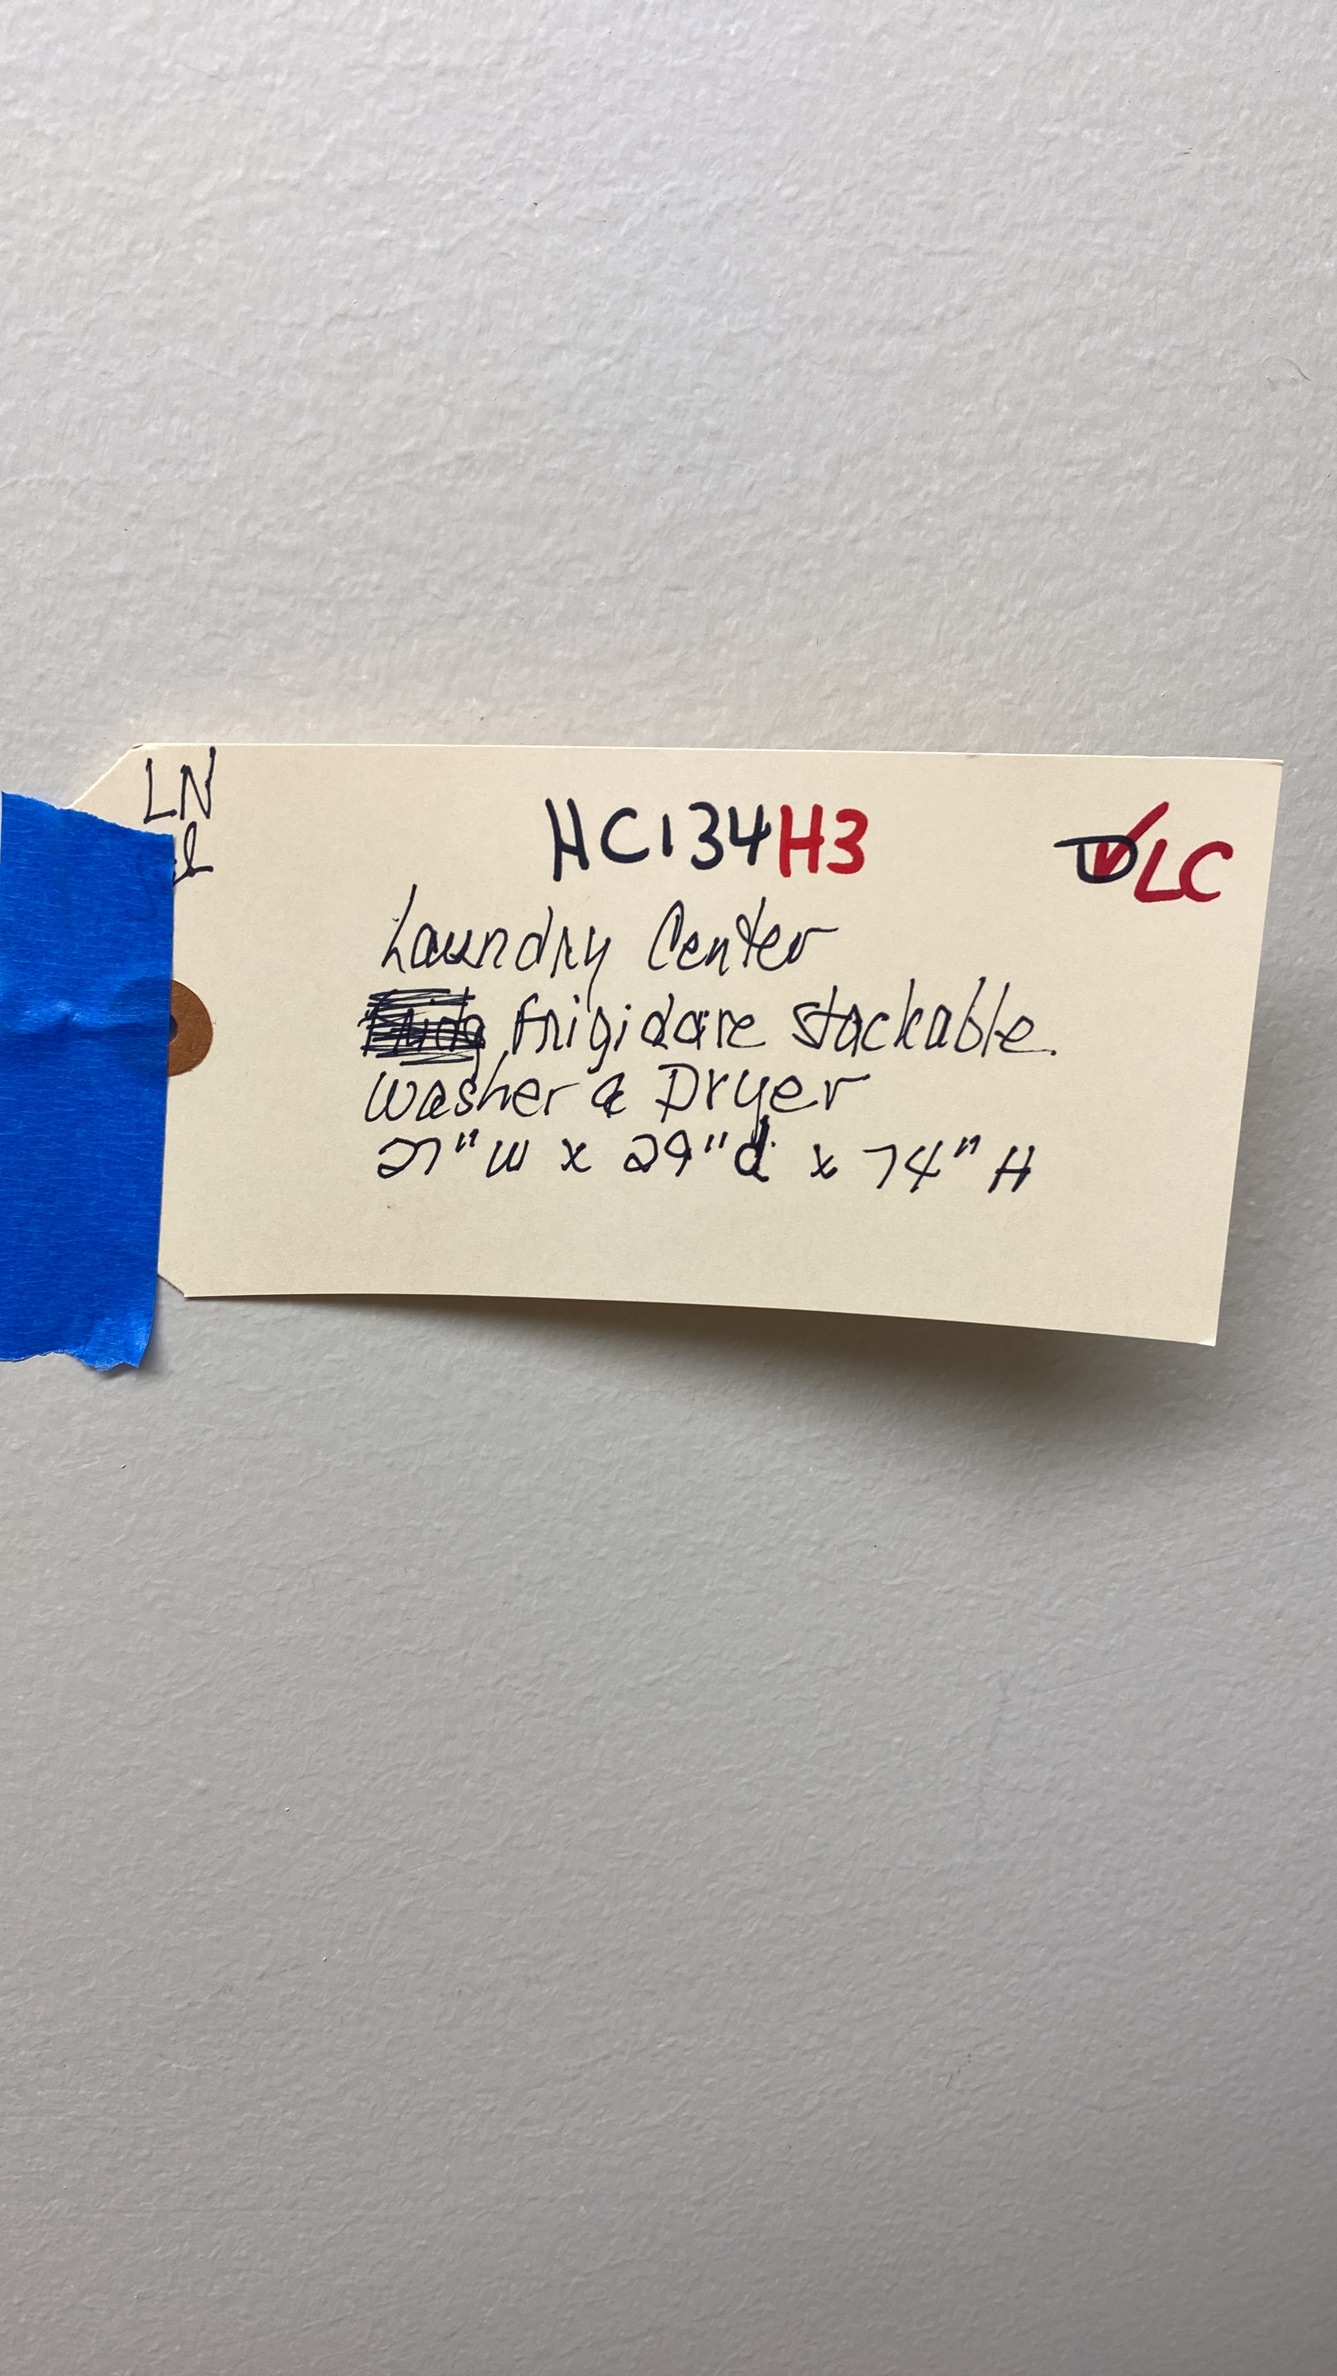 LN
HC134H3
LC
Laundry Center
frigidare stackable
washer & Dryer
27" W x 29" d x 74" H